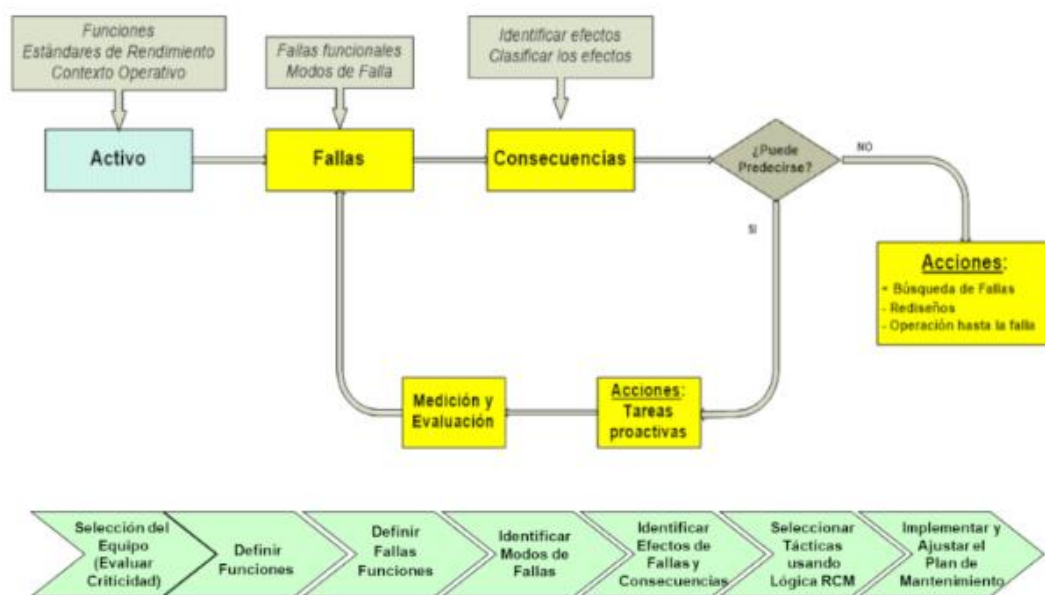 Funciones
Estándares de Rendimiento
Contexto Operativo
Fallas funcionales
Modos de Falla
Identificar efectos
Clasificar los efectos
Activo
Fallas
Consecuencias
¿Puede
Predecirse?
NO
SI
Acciones:
- Búsqueda de Fallas
- Rediseños
- Operación hasta la falla
Medición y
Evaluación
Acciones:
Tareas
proactivas
Selección del
Equipo
(Evaluar
Criticidad)
Definir
Funciones
Definir
Fallas
Funciones
Identificar
Modos de
Fallas
Identificar
Efectos de
Fallas y
Consecuencias
Seleccionar
Tácticas
usando
Lógica RCM
Implementar y
Ajustar el
Plan de
Mantenimiento